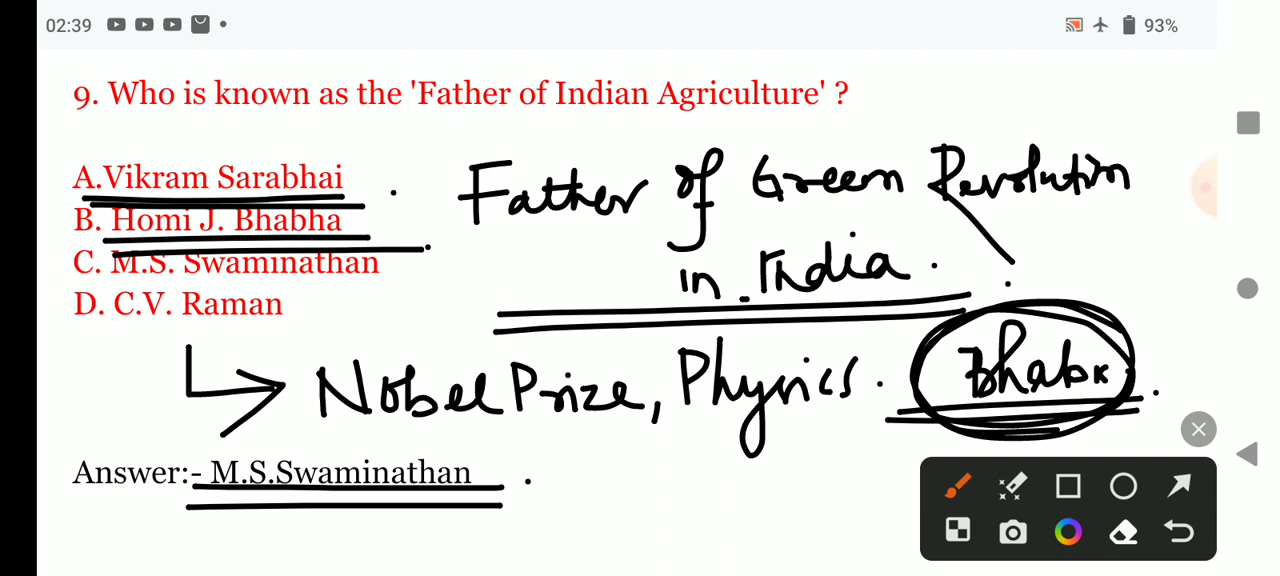 02:39
93%
9. Who is known as the 'Father of Indian Agriculture' ?
A.Vikram Sarabhai
B. Homi J. Bhabha
C. M.S. Swaminathan
D. C.V. Raman
Father of Green Revolution
in India.
Nobel Prize, Physics.
Answer:- M.S.Swaminathan